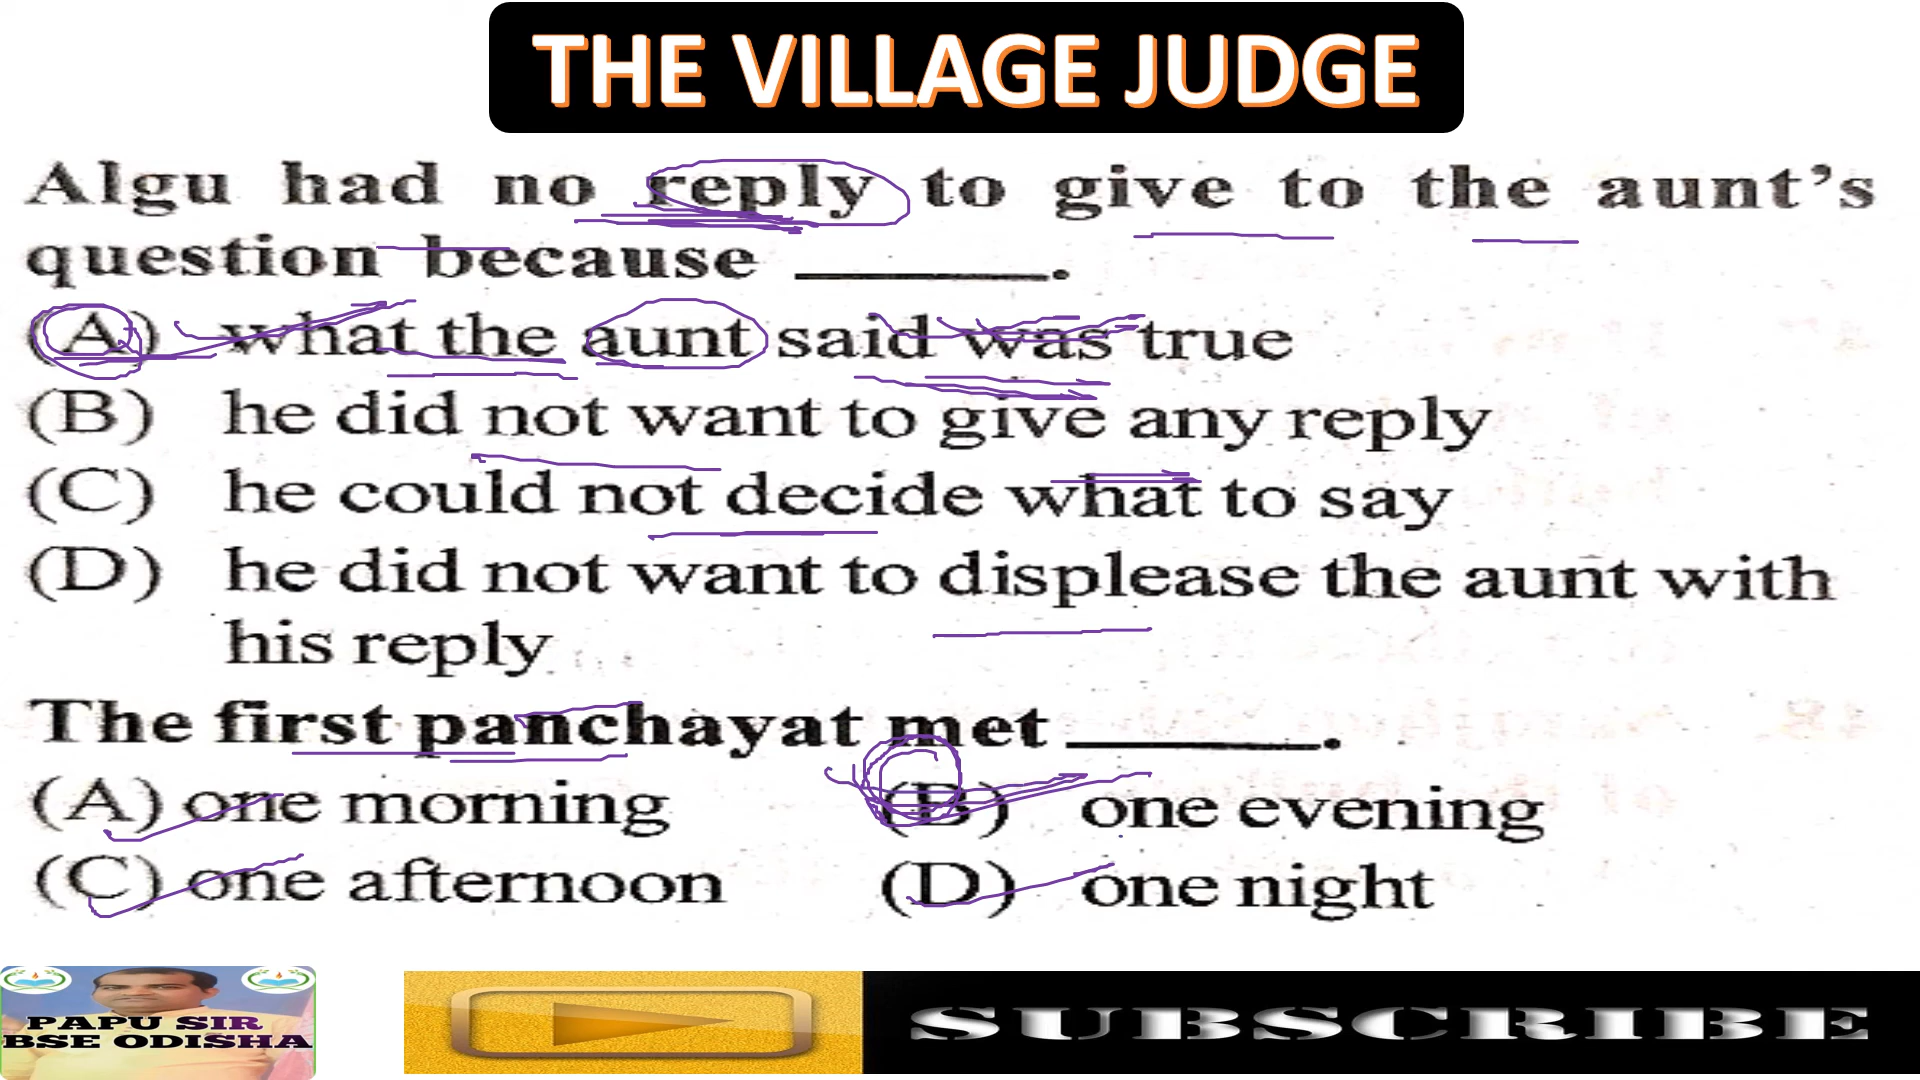 THE VILLAGE JUDGE
Algu had no reply to give to the aunt's
question because ______.
(A) what the aunt said was true
(B) he did not want to give any reply
(C) he could not decide what to say
(D) he did not want to displease the aunt with
his reply
The first panchayat met ______.
(A) one morning (B) one evening
(C) one afternoon (D) one night
PAPU SIR
BSE ODISHA
SUBSCRIBE